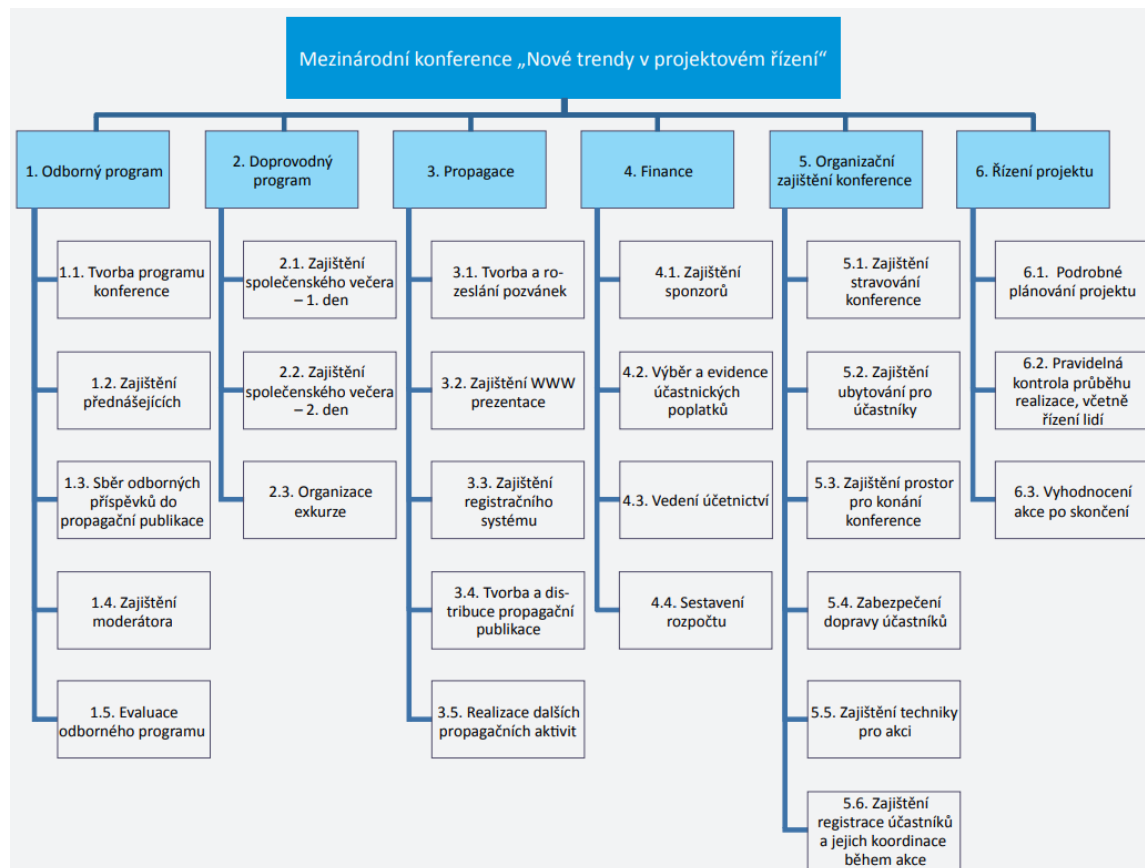 Mezinárodní konference „Nové trendy v projektovém řízení“
1. Odborný program
2. Doprovodný
program
3. Propagace
4. Finance
5. Organizační
zajištění konference
6. Řízení projektu
1.1. Tvorba programu
konference
1.2. Zajištění
přednášejících
1.3. Sběr odborných
příspěvků do
propagační publikace
1.4. Zajištění
moderátora
1.5. Evaluace
odborného programu
2.1. Zajištění
společenského večera
– 1. den
2.2. Zajištění
společenského večera
– 2. den
2.3. Organizace
exkurze
3.1. Tvorba a ro-
zeslání pozvánek
3.2. Zajištění WWW
prezentace
3.3. Zajištění
registračního
systému
3.4. Tvorba a dis-
tribuce propagační
publikace
3.5. Realizace dalších
propagačních aktivit
4.1. Zajištění
sponzorů
4.2. Výběr a evidence
účastnických
poplatků
4.3. Vedení účetnictví
4.4. Sestavení
rozpočtu
5.1. Zajištění
stravování
konference
5.2. Zajištění
ubytování pro
účastníky
5.3. Zajištění prostor
pro konání
konference
5.4. Zabezpečení
dopravy účastníků
5.5. Zajištění techniky
pro akci
5.6. Zajištění
registrace účastníků
a jejich koordinace
během akce
6.1. Podrobné
plánování projektu
6.2. Pravidelná
kontrola průběhu
realizace, včetně
řízení lidí
6.3. Vyhodnocení
akce po skončení